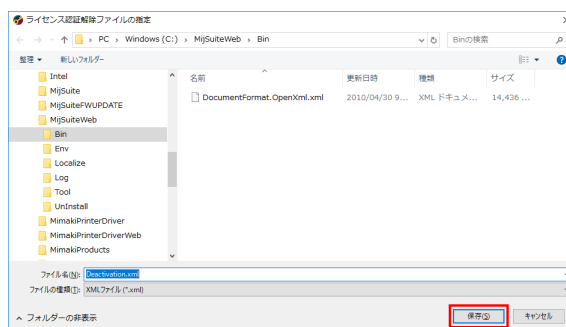 ライセンス認証解除ファイルの指定
PC › Windows (C:) › MijSuiteWeb › Bin
Binの検索
整理
新しいフォルダー
Intel
MijSuite
MijSuiteFWUPDATE
MijSuiteWeb
Bin
Env
Localize
Log
Tool
UnInstall
MimakiPrinterDriver
MimakiPrinterDriverWeb
MimakiProducts
名前 更新日時 種類 サイズ
DocumentFormat.OpenXml.xml 2010/04/30 9... XML ドキュメ... 14,436 ...
ファイル名(N): Deactivation.xml
ファイルの種類(T): XMLファイル (*.xml)
フォルダーの非表示
保存(S)
キャンセル